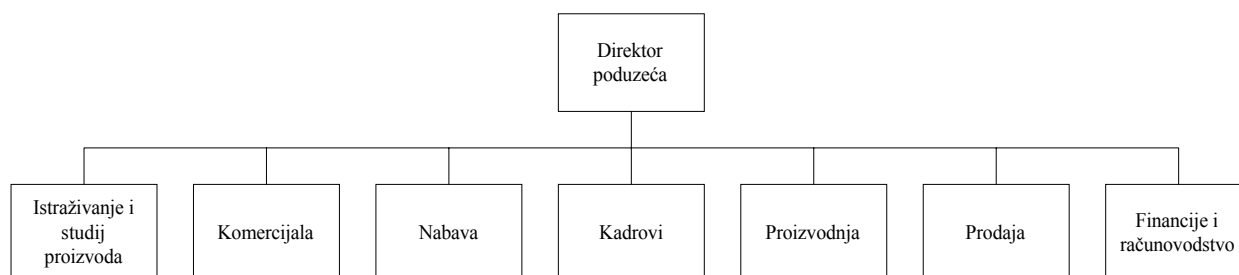 Direktor
poduzeća
Istraživanje i
studij
proizvoda
Komercijala
Nabava
Kadrovi
Proizvodnja
Prodaja
Financije i
računovodstvo